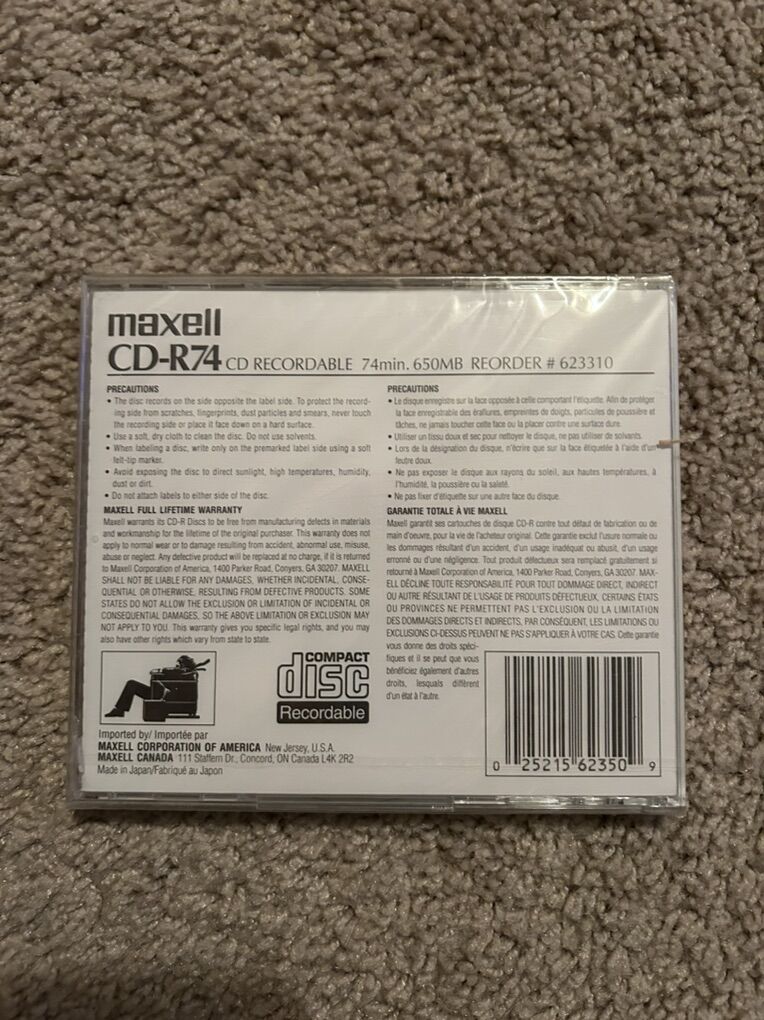 maxell
CD-R74 CD RECORDABLE 74min. 650MB REORDER # 623310
PRECAUTIONS
• The disc records on the side opposite the label side. To protect the record-
ing side from scratches, fingerprints, dust particles and smears, never touch
the recording side or place it face down on a hard surface.
• Use a soft, dry cloth to clean the disc. Do not use solvents.
• When labeling a disc, write only on the premarked label side using a soft
felt-tip marker.
• Avoid exposing the disc to direct sunlight, high temperatures, humidity,
dust or dirt.
• Do not attach labels to either side of the disc.
MAXELL FULL LIFETIME WARRANTY
Maxell warrants its CD-R Discs to be free from manufacturing defects in materials
and workmanship for the lifetime of the original purchaser. This warranty does not
apply to normal wear or to damage resulting from accident, abnormal use, misuse,
abuse or neglect. Any defective product will be replaced at no charge, if it is returned
to Maxell Corporation of America, 1400 Parker Road, Conyers, GA 30207. MAXELL
SHALL NOT BE LIABLE FOR ANY DAMAGES, WHETHER INCIDENTAL, CONSE-
QUENTIAL OR OTHERWISE, RESULTING FROM DEFECTIVE PRODUCTS. SOME
STATES DO NOT ALLOW THE EXCLUSION OR LIMITATION OF INCIDENTAL OR
CONSEQUENTIAL DAMAGES, SO THE ABOVE LIMITATION OR EXCLUSION MAY
NOT APPLY TO YOU. This warranty gives you specific legal rights, and you may
also have other rights which vary from state to state.
PRECAUTIONS
• Le disque enregistre sur la face opposée à celle comportant l'étiquette. Afin de protéger
la face enregistrable des éraflures, empreintes de doigts, particules de poussière et
tâches, ne jamais toucher cette face ou la placer contre une surface dure.
• Utiliser un tissu doux et sec pour nettoyer le disque, ne pas utiliser de solvants.
• Lors de la désignation du disque, n'écrire que sur la face étiquetée à l'aide d'un
feutre doux.
• Ne pas exposer le disque aux rayons du soleil, aux hautes températures, à
l'humidité, la poussière ou la saleté.
• Ne pas fixer d'étiquette sur une autre face du disque.
GARANTIE TOTALE À VIE MAXELL
Maxell garantit ses cartouches de disque CD-R contre tout défaut de fabrication ou de
main d'oeuvre, pour la vie de l'acheteur original. Cette garantie exclut l'usure normale ou
les dommages résultant d'un accident, d'un usage inadéquat ou abusif, d'un usage
erronné ou d'une négligence. Tout produit défectueux sera remplacé gratuitement si
retourné à Maxell Corporation of America, 1400 Parker Road, Conyers, GA 30207. MAX-
ELL DÉCLINE TOUTE RESPONSABILITÉ POUR TOUT DOMMAGE DIRECT, INDIRECT
OU AUTRE RÉSULTANT DE L'USAGE DE PRODUITS DÉFECTUEUX. CERTAINS ÉTATS
OU PROVINCES NE PERMETTENT PAS L'EXCLUSION OU LA LIMITATION
DES DOMMAGES DIRECTS ET INDIRECTS. PAR CONSÉQUENT, LES LIMITATIONS OU
EXCLUSIONS CI-DESSUS PEUVENT NE PAS S'APPLIQUER À VOTRE CAS. Cette garantie
vous donne des droits spéci-
fiques et il se peut que vous
bénéficiez également d'autres
droits, lesquels diffèrent
d'un état à l'autre.
COMPACT
disc
Recordable
Imported by/ Importée par
MAXELL CORPORATION OF AMERICA New Jersey, U.S.A.
MAXELL CANADA 111 Staffern Dr., Concord, ON Canada L4K 2R2
Made in Japan/Fabriqué au Japon
0 25215 62350 9